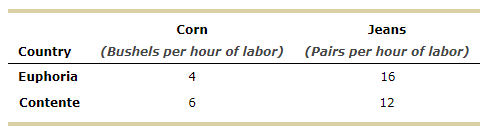 Corn Jeans
Country (Bushels per hour of labor) (Pairs per hour of labor)
Euphoria 4 16
Contente 6 12